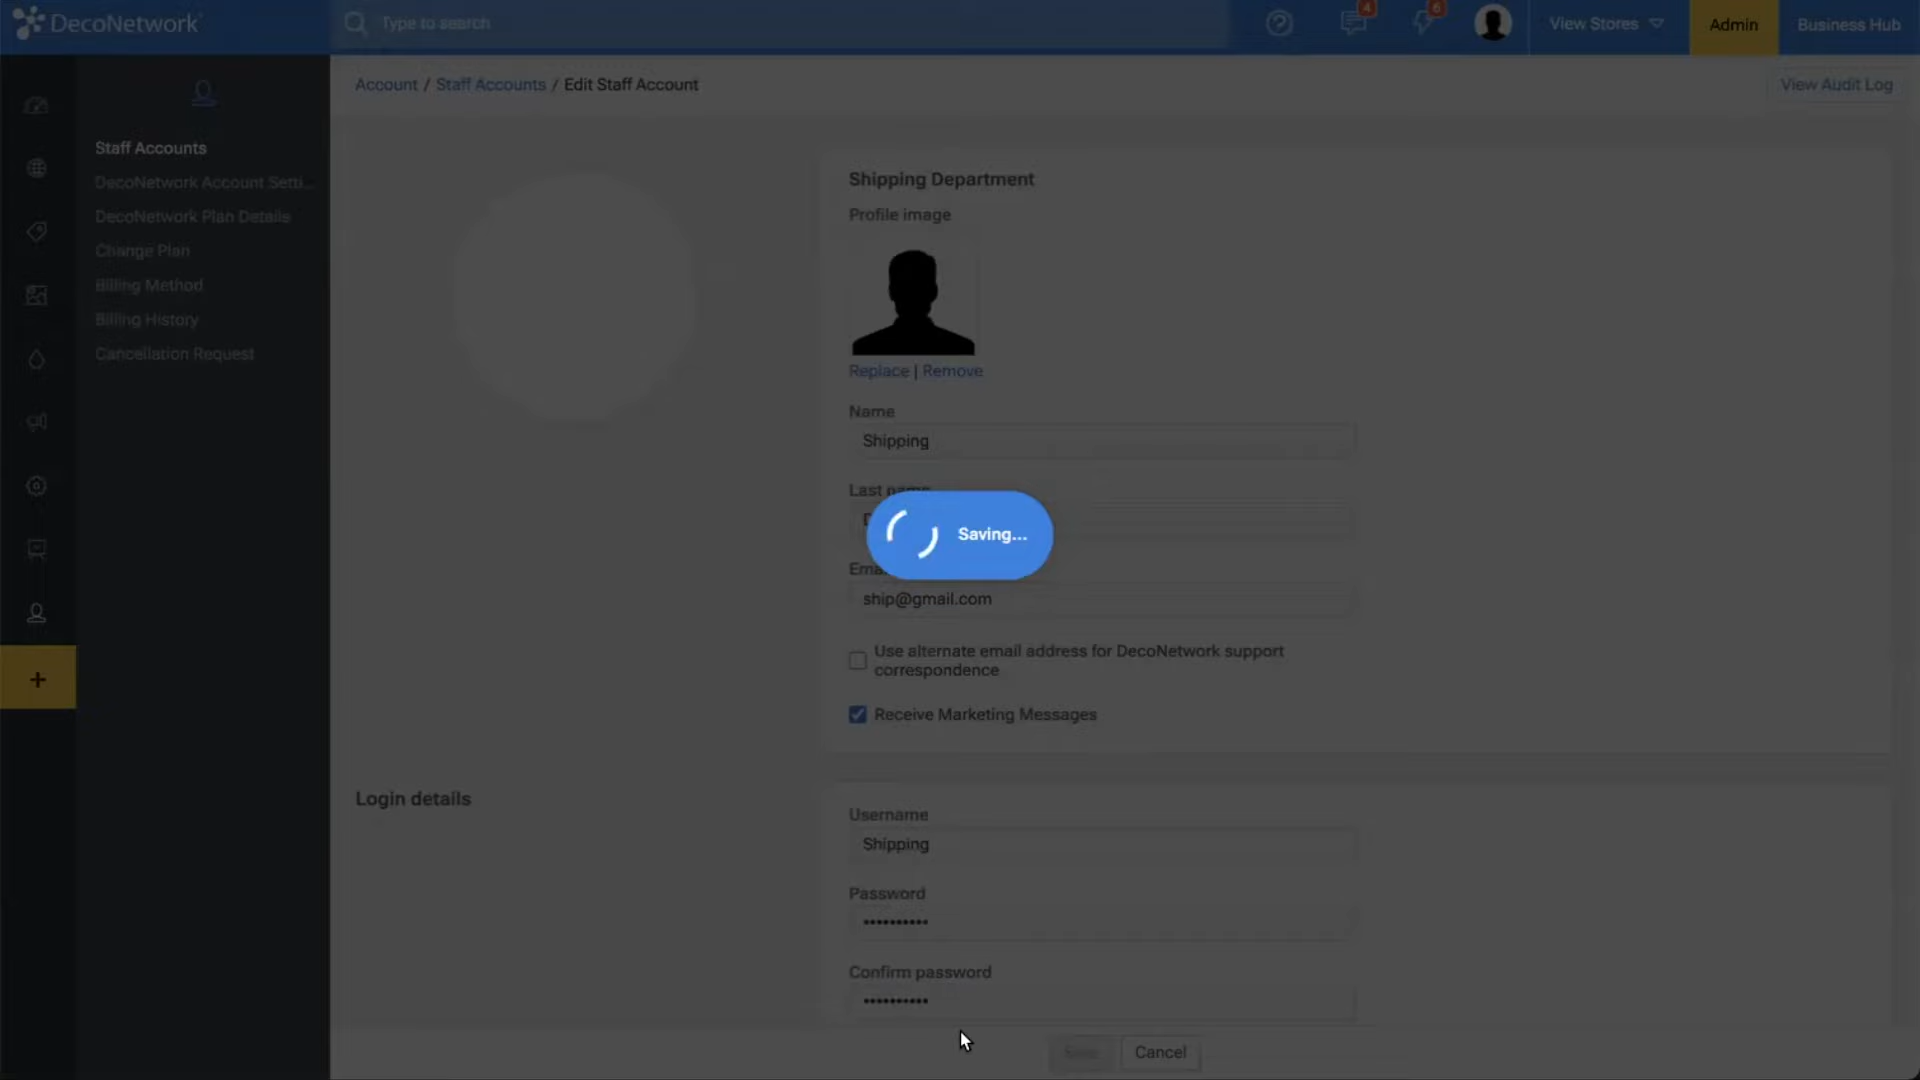 DecoNetwork
Type to search
4
6
View Stores
Admin
Business Hub
Account / Staff Accounts / Edit Staff Account
View Audit Log
Staff Accounts
DecoNetwork Account Setti...
DecoNetwork Plan Details
Change Plan
Billing Method
Billing History
Cancellation Request
Shipping Department
Profile image
Replace | Remove
Name
Shipping
Last name
Saving...
ship@gmail.com
Use alternate email address for DecoNetwork support
correspondence
Receive Marketing Messages
Login details
Username
Shipping
Password
••••••••••
Confirm password
••••••••••
Cancel